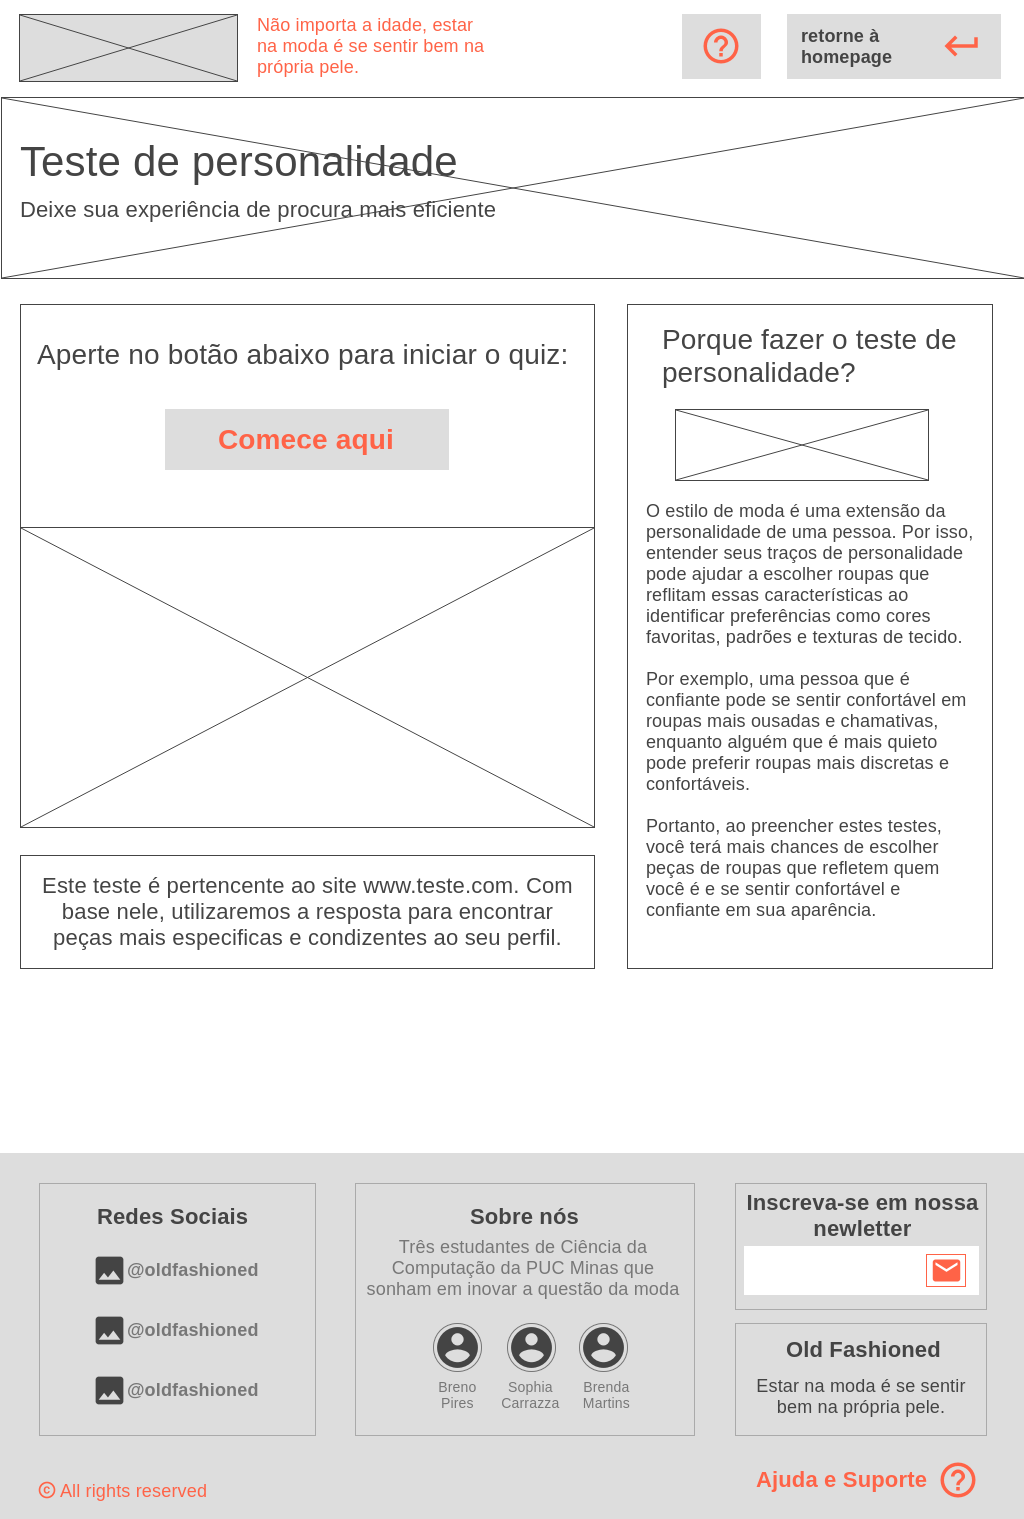 Não importa a idade, estar
na moda é se sentir bem na
própria pele.
retorne à
homepage
Teste de personalidade
Deixe sua experiência de procura mais eficiente
Aperte no botão abaixo para iniciar o quiz:
Comece aqui
Este teste é pertencente ao site www.teste.com. Com
base nele, utilizaremos a resposta para encontrar
peças mais especificas e condizentes ao seu perfil.
Porque fazer o teste de
personalidade?
O estilo de moda é uma extensão da
personalidade de uma pessoa. Por isso,
entender seus traços de personalidade
pode ajudar a escolher roupas que
reflitam essas características ao
identificar preferências como cores
favoritas, padrões e texturas de tecido.
Por exemplo, uma pessoa que é
confiante pode se sentir confortável em
roupas mais ousadas e chamativas,
enquanto alguém que é mais quieto
pode preferir roupas mais discretas e
confortáveis.
Portanto, ao preencher estes testes,
você terá mais chances de escolher
peças de roupas que refletem quem
você é e se sentir confortável e
confiante em sua aparência.
Redes Sociais
@oldfashioned
@oldfashioned
@oldfashioned
Sobre nós
Três estudantes de Ciência da
Computação da PUC Minas que
sonham em inovar a questão da moda
Breno
Pires
Sophia
Carrazza
Brenda
Martins
Inscreva-se em nossa
newletter
Old Fashioned
Estar na moda é se sentir
bem na própria pele.
© All rights reserved
Ajuda e Suporte